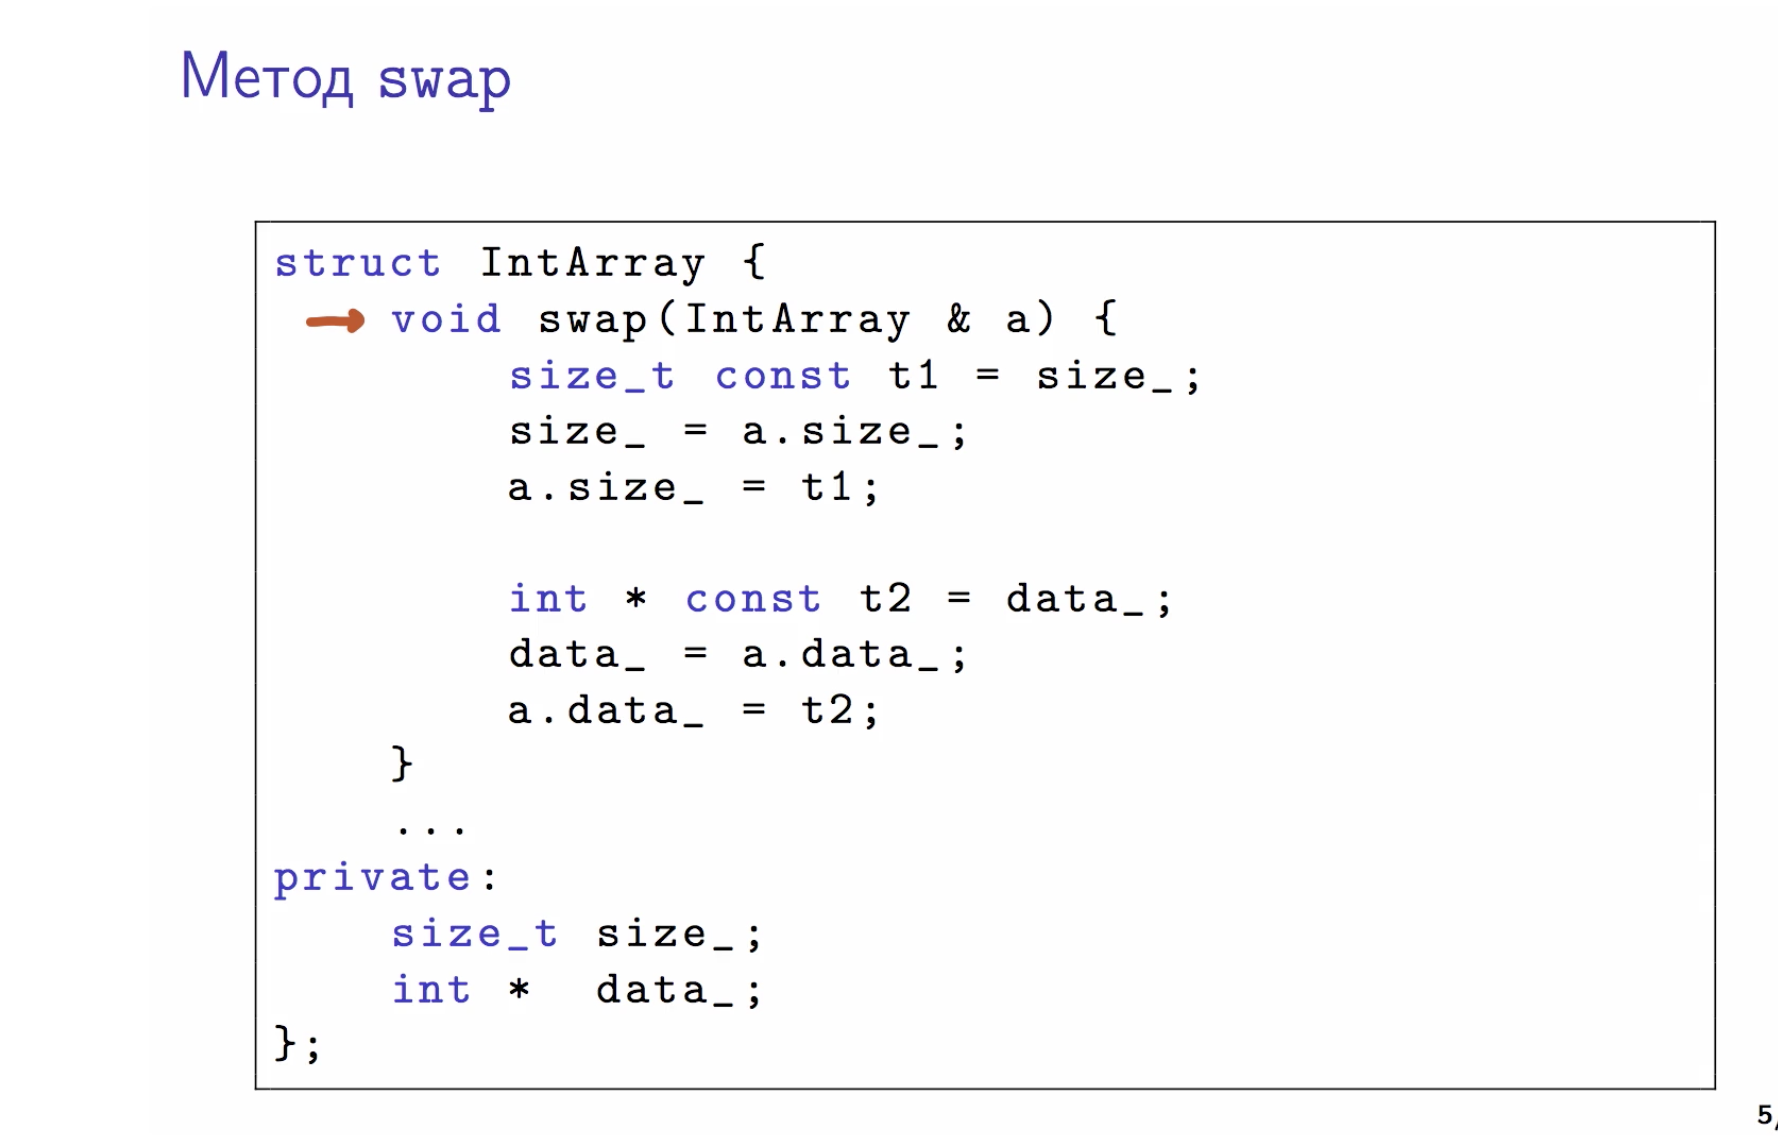 Метод swap
struct IntArray {
void swap(IntArray & a) {
size_t const t1 = size_;
size_ = a.size_;
a.size_ = t1;
int * const t2 = data_;
data_ = a.data_;
a.data_ = t2;
}
...
private:
size_t size_;
int * data_;
};
5